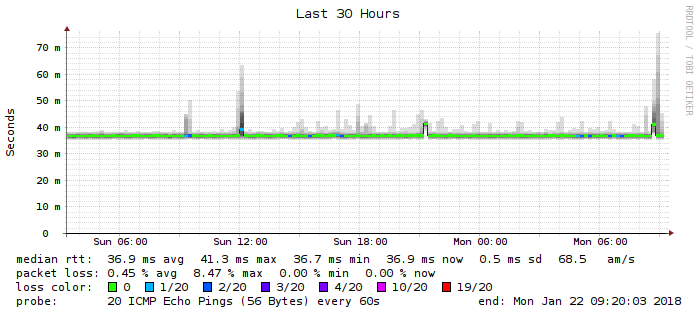 Last 30 Hours
RRDTOOL / TOBI OETIKER
Seconds
70 m
60 m
50 m
40 m
30 m
20 m
10 m
0
Sun 06:00 Sun 12:00 Sun 18:00 Mon 00:00 Mon 06:00
median rtt: 36.9 ms avg 41.3 ms max 36.7 ms min 36.9 ms now 0.5 ms sd 68.5 am/s
packet loss: 0.45 % avg 8.47 % max 0.00 % min 0.00 % now
loss color: 0 1/20 2/20 3/20 4/20 10/20 19/20
probe: 20 ICMP Echo Pings (56 Bytes) every 60s end: Mon Jan 22 09:20:03 2018